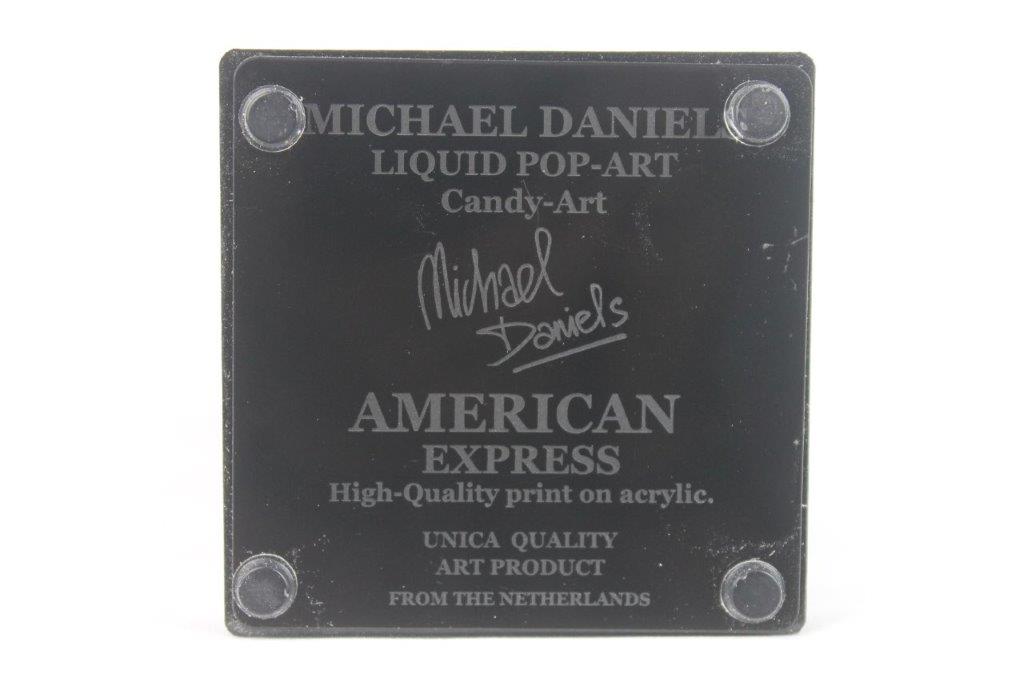 MICHAEL DANIELS
LIQUID POP-ART
Candy-Art
Michael
Daniels
AMERICAN
EXPRESS
High-Quality print on acrylic.
UNICA QUALITY
ART PRODUCT
FROM THE NETHERLANDS